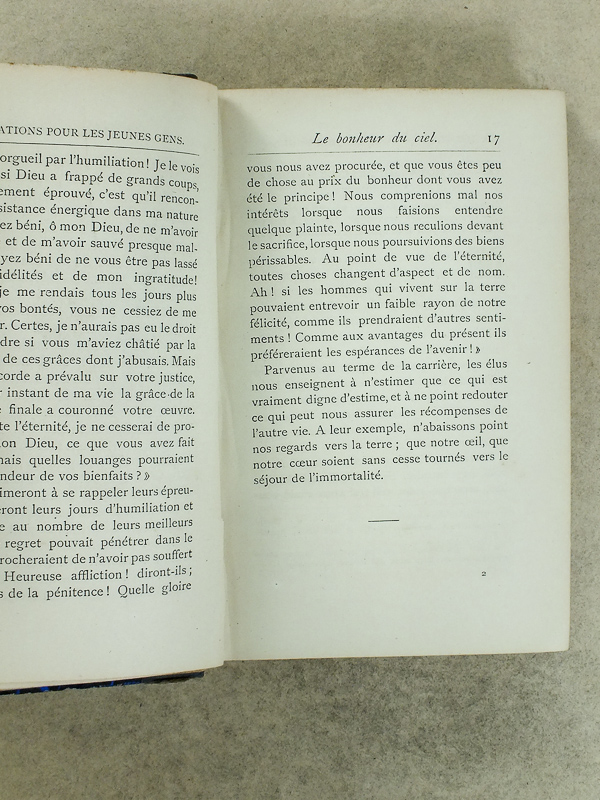 ATIONS POUR LES JEUNES GENS.
orgueil par l'humiliation! Je le vois
si Dieu a frappé de grands coups,
ement éprouvé, c'est qu'il rencon-
sistance énergique dans ma nature
ez béni, ô mon Dieu, de ne m'avoir
et de m'avoir sauvé presque mal-
yez béni de ne vous être pas lassé
idélités et de mon ingratitude!
je me rendais tous les jours plus
vos bontés, vous ne cessiez de me
r. Certes, je n'aurais pas eu le droit
dre si vous m'aviez châtié par la
de ces grâces dont j'abusais. Mais
corde a prévalu sur votre justice,
r instant de ma vie la grâce de la
e finale a couronné votre œuvre.
te l'éternité, je ne cesserai de pro-
on Dieu, ce que vous avez fait
nais quelles louanges pourraient
ndeur de vos bienfaits? »
imeront à se rappeler leurs épreu-
eront leurs jours d'humiliation et
e au nombre de leurs meilleurs
regret pouvait pénétrer dans le
rocheraient de n'avoir pas souffert
Heureuse affliction! diront-ils;
s de la pénitence! Quelle gloire
Le bonheur du ciel. 17
vous nous avez procurée, et que vous êtes peu
de chose au prix du bonheur dont vous avez
été le principe! Nous comprenions mal nos
intérêts lorsque nous faisions entendre
quelque plainte, lorsque nous reculions devant
le sacrifice, lorsque nous poursuivions des biens
périssables. Au point de vue de l'éternité,
toutes choses changent d'aspect et de nom.
Ah! si les hommes qui vivent sur la terre
pouvaient entrevoir un faible rayon de notre
félicité, comme ils prendraient d'autres senti-
ments! Comme aux avantages du présent ils
préféreraient les espérances de l'avenir! »
Parvenus au terme de la carrière, les élus
nous enseignent à n'estimer que ce qui est
vraiment digne d'estime, et à ne point redouter
ce qui peut nous assurer les récompenses de
l'autre vie. A leur exemple, n'abaissons point
nos regards vers la terre; que notre œil, que
notre cœur soient sans cesse tournés vers le
séjour de l'immortalité.
2